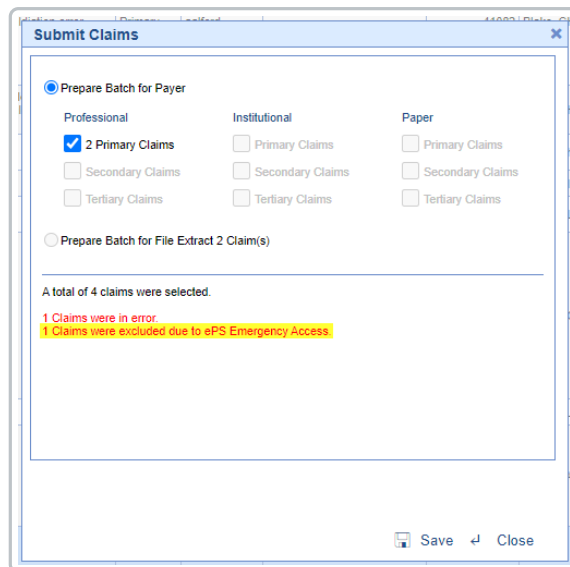 Submit Claims
Prepare Batch for Payer
Professional Institutional Paper
2 Primary Claims Primary Claims Primary Claims
Secondary Claims Secondary Claims Secondary Claims
Tertiary Claims Tertiary Claims Tertiary Claims
Prepare Batch for File Extract 2 Claim(s)
A total of 4 claims were selected.
1 Claims were in error.
1 Claims were excluded due to ePS Emergency Access.
Save Close